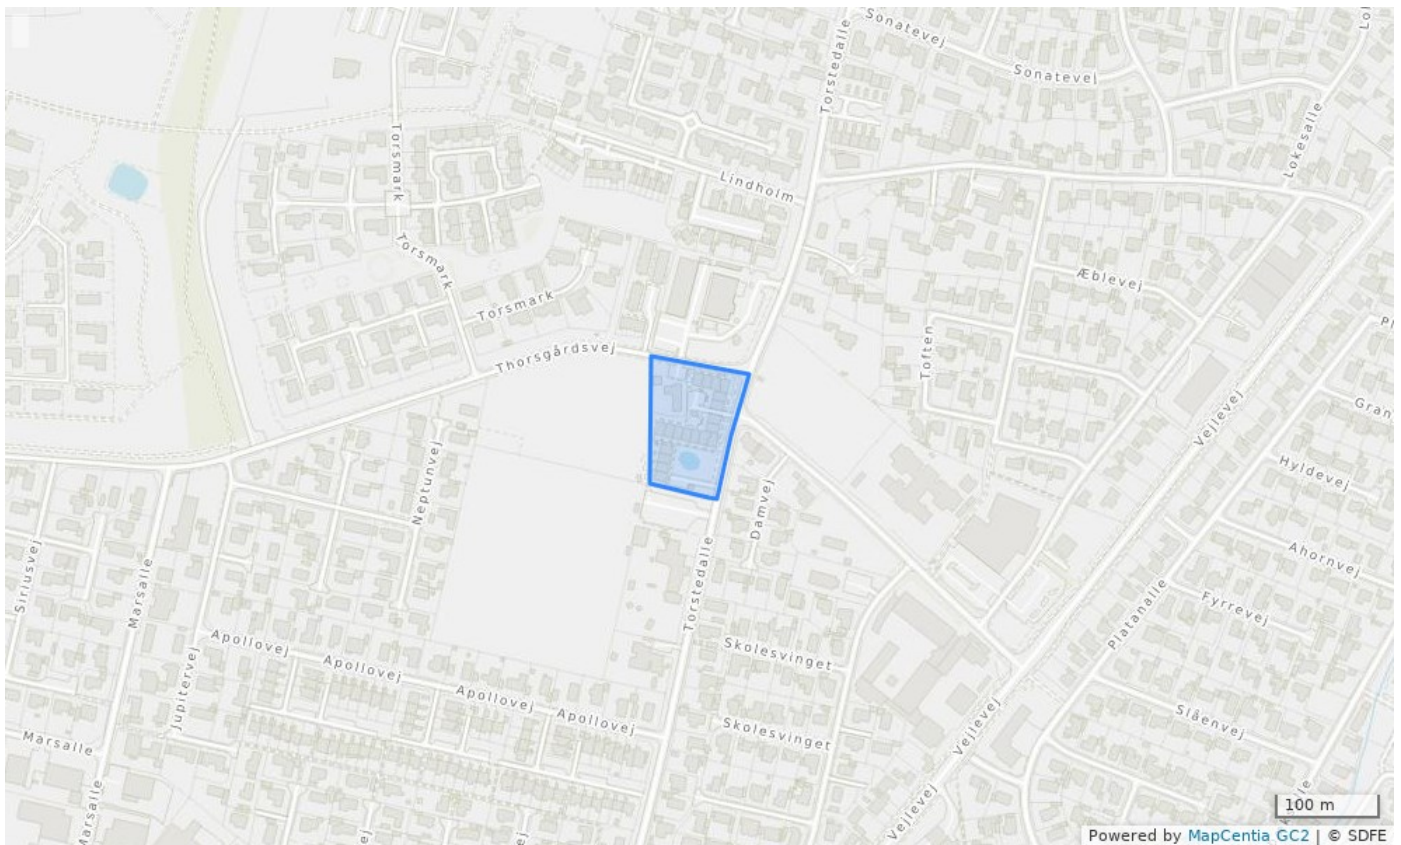 Sonatevej
Torstedalle
Sonatevej
Torsmark
Lokesalle
Lindholm
Torsmark
Æblevej
Torsmark
Toften
Thorsgårdsvej
Vejlevej
Neptunvej
Hyldevej
Damvej
Siriusvej
Marsalle
Torstedalle
Ahornvej
Fyrrevej
Platanalle
Apollovej
Apollovej
Apollovej
Apollovej
Jupitervej
Skolesvinget
Skolesvinget
Slåenvej
Marsalle
Vejlevej
Marsalle
Vejlevej
100 m
Powered by MapCentia GC2 | © SDFE